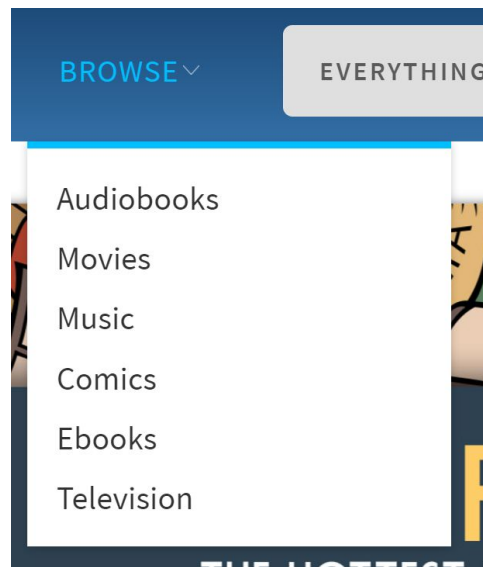 BROWSE
EVERYTHING
Audiobooks
Movies
Music
Comics
Ebooks
Television
THE HOTTEST